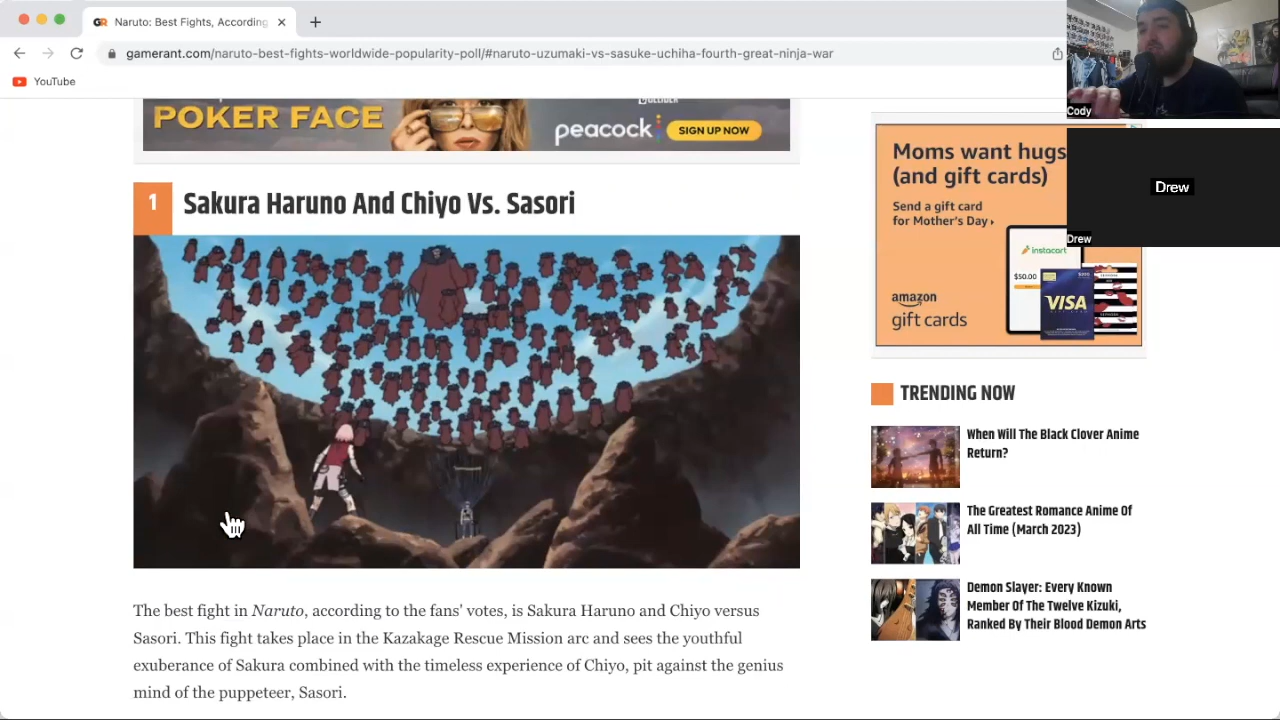 Naruto: Best Fights, According
gamerant.com/naruto-best-fights-worldwide-popularity-poll/#naruto-uzumaki-vs-sasuke-uchiha-fourth-great-ninja-war
YouTube
Cody
Drew
Drew
POKER FACE
peacock
SIGN UP NOW
1
Sakura Haruno And Chiyo Vs. Sasori
The best fight in Naruto, according to the fans' votes, is Sakura Haruno and Chiyo versus
Sasori. This fight takes place in the Kazakage Rescue Mission arc and sees the youthful
exuberance of Sakura combined with the timeless experience of Chiyo, pit against the genius
mind of the puppeteer, Sasori.
Moms want hugs
(and gift cards)
Send a gift card
for Mother's Day
instacart
$50.00
VISA
amazon
gift cards
TRENDING NOW
When Will The Black Clover Anime
Return?
The Greatest Romance Anime Of
All Time (March 2023)
Demon Slayer: Every Known
Member Of The Twelve Kizuki,
Ranked By Their Blood Demon Arts